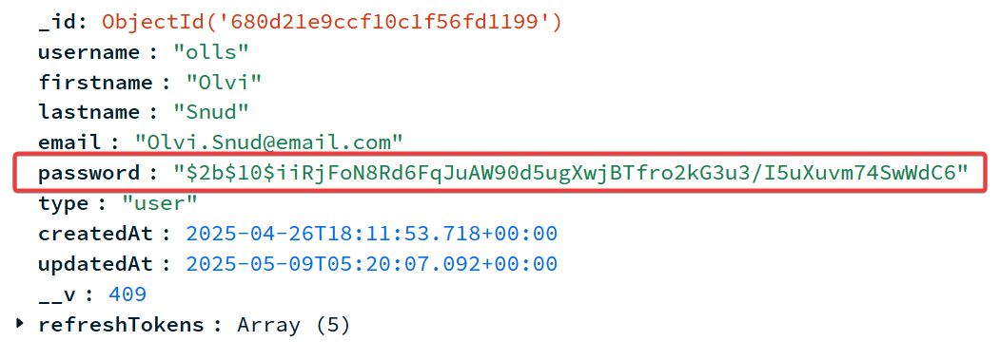 _id: ObjectId('680d21e9ccf10c1f56fd1199')
username : "olls"
firstname : "Olvi"
lastname : "Snud"
email : "Olvi.Snud@email.com"
password : "$2b$10$iiRjFoN8Rd6FqJuAW90d5ugXwjBTfro2kG3u3/I5uXuvm74SwWdC6"
type : "user"
createdAt : 2025-04-26T18:11:53.718+00:00
updatedAt : 2025-05-09T05:20:07.092+00:00
__v : 409
refreshTokens : Array (5)